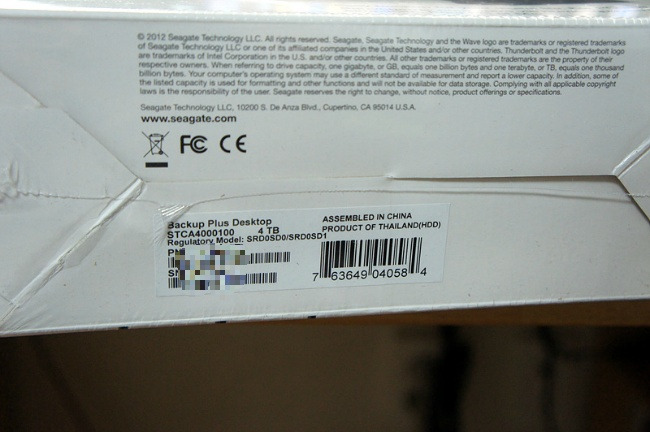 © 2012 Seagate Technology LLC. All rights reserved. Seagate, Seagate Technology and the Wave logo are trademarks or registered trademarks
of Seagate Technology LLC or one of its affiliated companies in the United States and/or other countries. Thunderbolt and the Thunderbolt logo
are trademarks of Intel Corporation in the U.S. and/or other countries. All other trademarks or registered trademarks are the property of their
respective owners. When referring to drive capacity, one gigabyte, or GB, equals one billion bytes and one terabyte, or TB, equals one thousand
billion bytes. Your computer's operating system may use a different standard of measurement and report a lower capacity. In addition, some of
the listed capacity is used for formatting and other functions and will not be available for data storage. Complying with all applicable copyright
laws is the responsibility of the user. Seagate reserves the right to change, without notice, product offerings or specifications.
Seagate Technology LLC, 10200 S. De Anza Blvd., Cupertino, CA 95014 U.S.A.
www.seagate.com
FC CE
Backup Plus Desktop
STCA4000100 4 TB
Regulatory Model: SRD0SD0/SRD0SD1
PN
SN
ASSEMBLED IN CHINA
PRODUCT OF THAILAND(HDD)
7 63649 04058 4